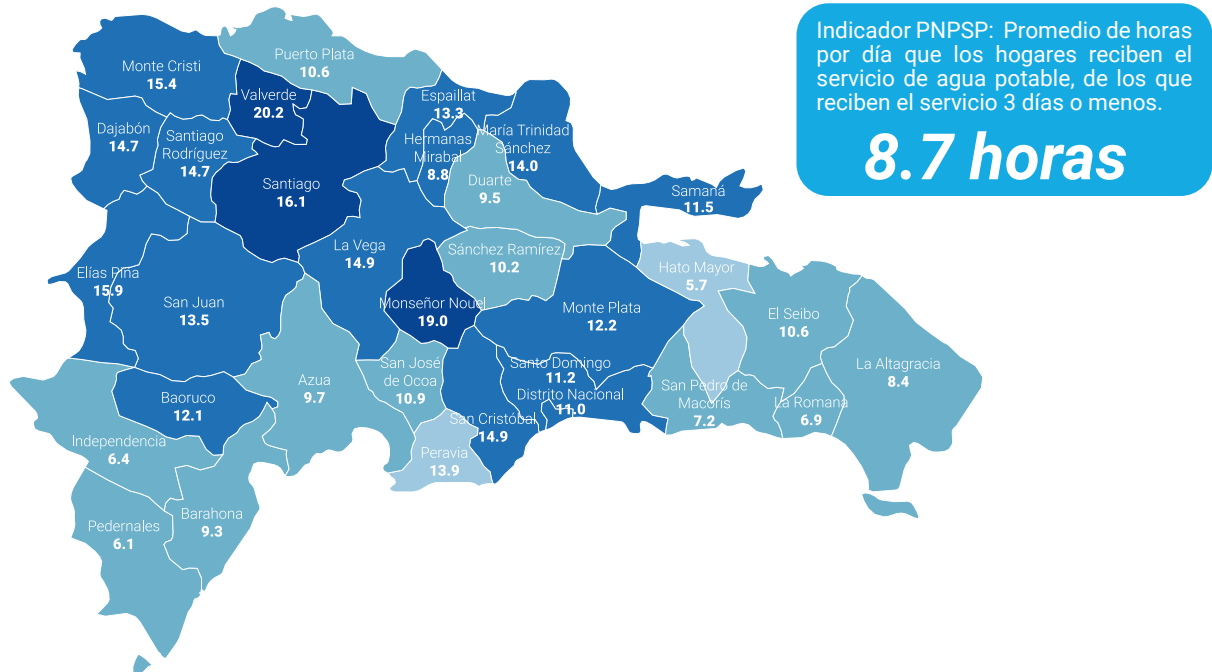 Indicador PNPSP: Promedio de horas
por día que los hogares reciben el
servicio de agua potable, de los que
reciben el servicio 3 días o menos.
8.7 horas
Puerto Plata
10.6
Monte Cristi
15.4
Valverde
20.2
Espaillat
13.3
Dajabón
14.7
Santiago
Rodríguez
14.7
Hermanas
Mirabal
8.8
María Trinidad
Sánchez
14.0
Santiago
16.1
Duarte
9.5
Samaná
11.5
La Vega
14.9
Sánchez Ramírez
10.2
Hato Mayor
5.7
Elías Piña
15.9
San Juan
13.5
Monseñor Nouel
19.0
Monte Plata
12.2
El Seibo
10.6
La Altagracia
8.4
Azua
9.7
San José
de Ocoa
10.9
Santo Domingo
11.2
Distrito Nacional
11.0
San Pedro de
Macorís
7.2
La Romana
6.9
Baoruco
12.1
San Cristóbal
14.9
Independencia
6.4
Peravia
13.9
Barahona
9.3
Pedernales
6.1